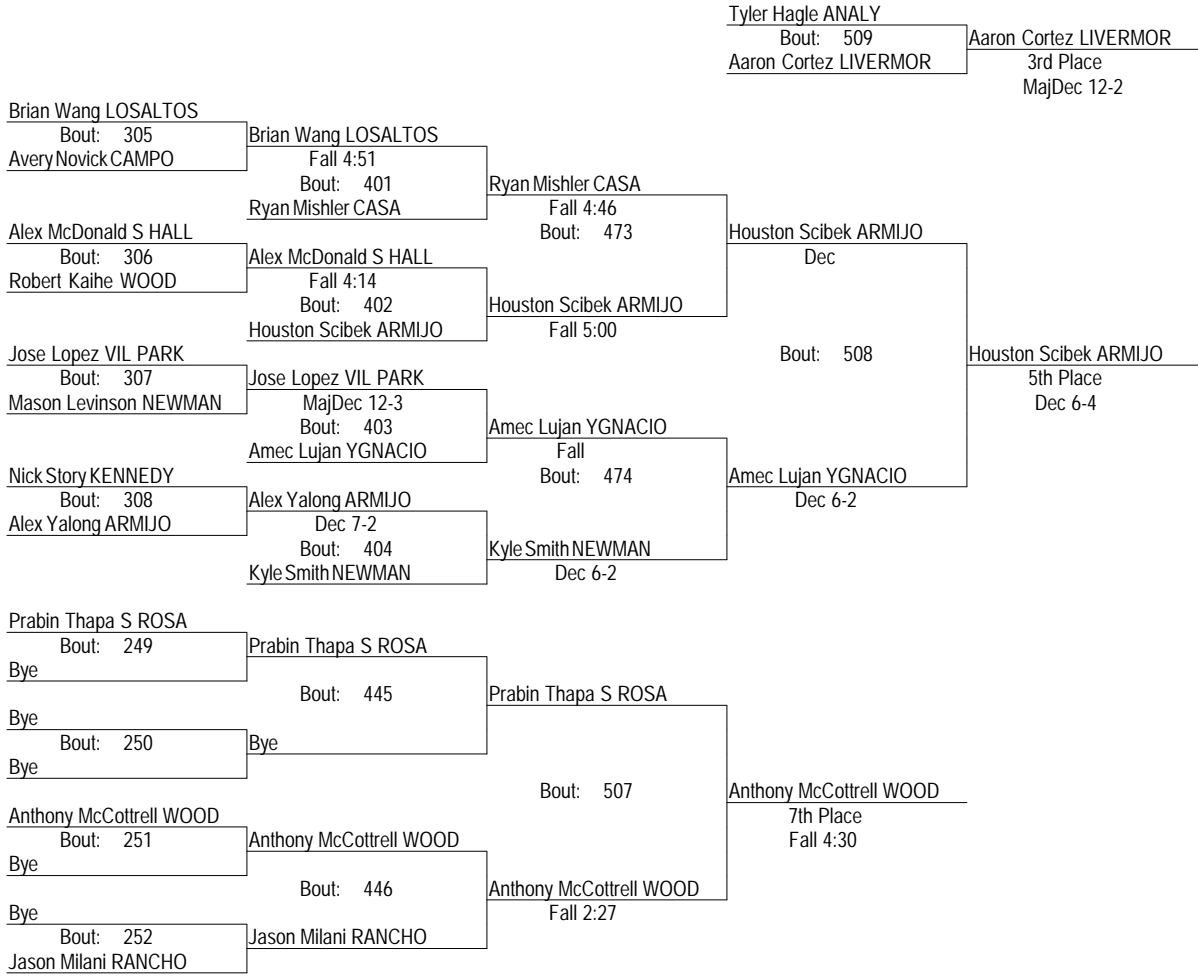 Tyler Hagle ANALY
Bout: 509
Aaron Cortez LIVERMOR
Aaron Cortez LIVERMOR
3rd Place
MajDec 12-2
Brian Wang LOSALTOS
Bout: 305
Avery Novick CAMPO
Brian Wang LOSALTOS
Fall 4:51
Bout: 401
Ryan Mishler CASA
Ryan Mishler CASA
Fall 4:46
Bout: 473
Alex McDonald S HALL
Bout: 306
Robert Kaihe WOOD
Alex McDonald S HALL
Fall 4:14
Bout: 402
Houston Scibek ARMIJO
Houston Scibek ARMIJO
Fall 5:00
Houston Scibek ARMIJO
Dec
Bout: 508
Houston Scibek ARMIJO
5th Place
Dec 6-4
Jose Lopez VIL PARK
Bout: 307
Mason Levinson NEWMAN
Jose Lopez VIL PARK
MajDec 12-3
Bout: 403
Amec Lujan YGNACIO
Amec Lujan YGNACIO
Fall
Bout: 474
Amec Lujan YGNACIO
Dec 6-2
Nick Story KENNEDY
Bout: 308
Alex Yalong ARMIJO
Alex Yalong ARMIJO
Dec 7-2
Bout: 404
Kyle Smith NEWMAN
Kyle Smith NEWMAN
Dec 6-2
Prabin Thapa S ROSA
Bout: 249
Bye
Prabin Thapa S ROSA
Bout: 445
Prabin Thapa S ROSA
Bye
Bout: 250
Bye
Bye
Bout: 507
Anthony McCottrell WOOD
7th Place
Fall 4:30
Anthony McCottrell WOOD
Bout: 251
Bye
Anthony McCottrell WOOD
Bout: 446
Anthony McCottrell WOOD
Fall 2:27
Bye
Bout: 252
Jason Milani RANCHO
Jason Milani RANCHO